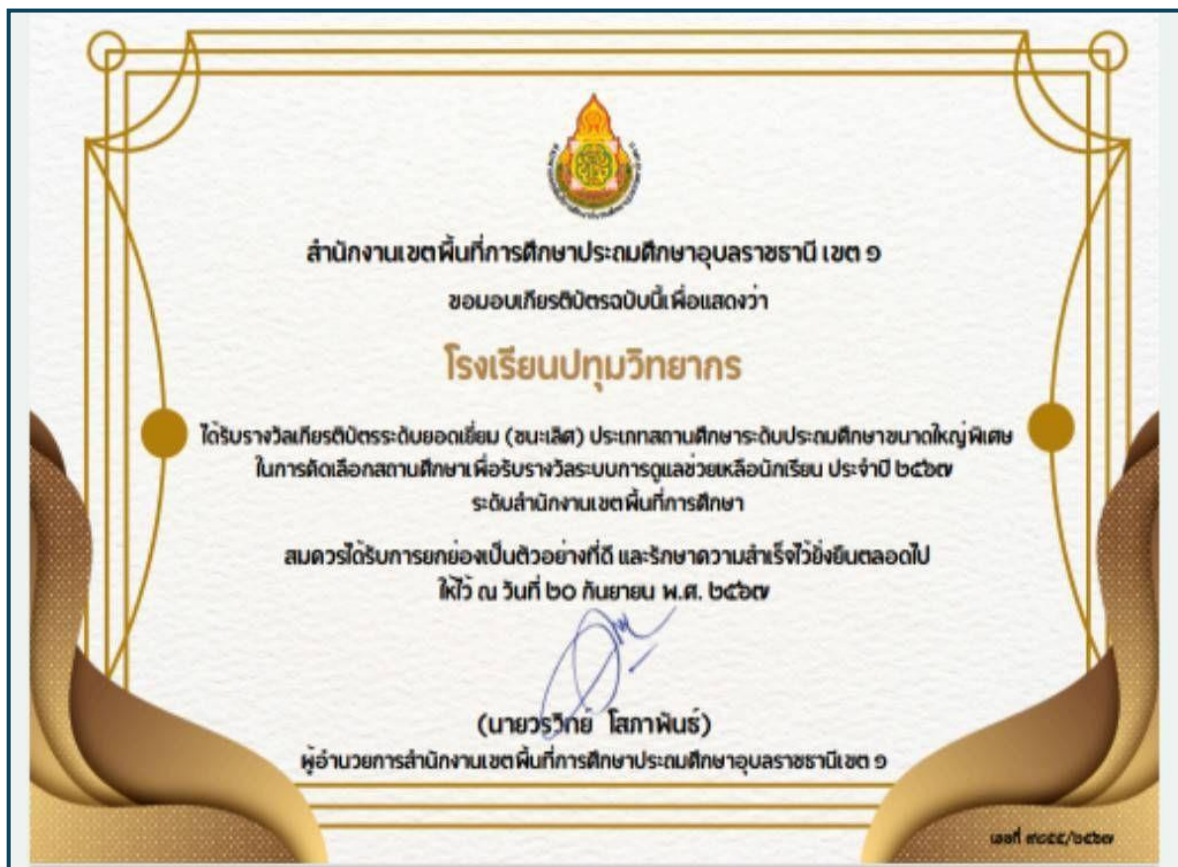 สำนักงานเขตพื้นที่การศึกษาประถมศึกษาอุบลราชธานี เขต ๑
ขอมอบเกียรติบัตรฉบับนี้เพื่อแสดงว่า
โรงเรียนปทุมวิทยากร
ได้รับรางวัลเกียรติบัตรระดับยอดเยี่ยม (ชนะเลิศ) ประเภทสถานศึกษาระดับประถมศึกษาขนาดใหญ่พิเศษ
ในการคัดเลือกสถานศึกษาเพื่อรับรางวัลระบบการดูแลช่วยเหลือนักเรียน ประจำปี ๒๕๖๗
ระดับสำนักงานเขตพื้นที่การศึกษา
สมควรได้รับการยกย่องเป็นตัวอย่างที่ดี และรักษาความสำเร็จไว้ยั่งยืนตลอดไป
ให้ไว้ ณ วันที่ ๒๐ กันยายน พ.ศ. ๒๕๖๗
(นายวรวิทย์ โสภาพันธ์)
ผู้อำนวยการสำนักงานเขตพื้นที่การศึกษาประถมศึกษาอุบลราชธานีเขต ๑
เลขที่